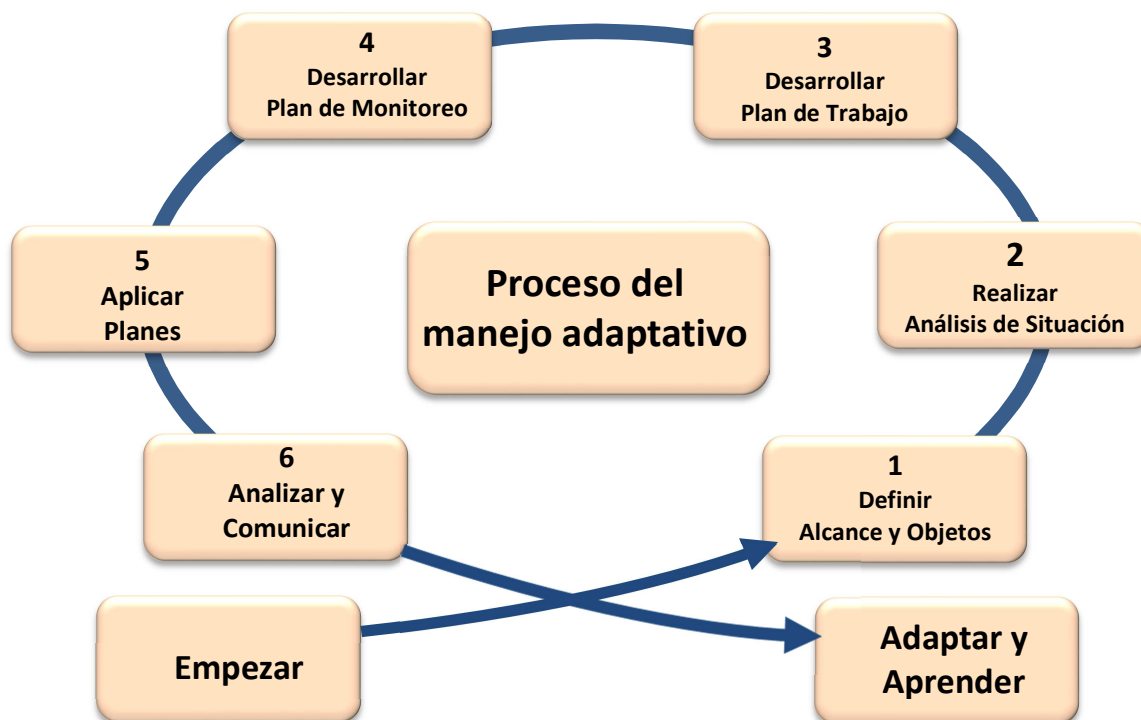 4
Desarrollar
Plan de Monitoreo
3
Desarrollar
Plan de Trabajo
5
Aplicar
Planes
Proceso del
manejo adaptativo
2
Realizar
Análisis de Situación
6
Analizar y
Comunicar
1
Definir
Alcance y Objetos
Empezar
Adaptar y
Aprender